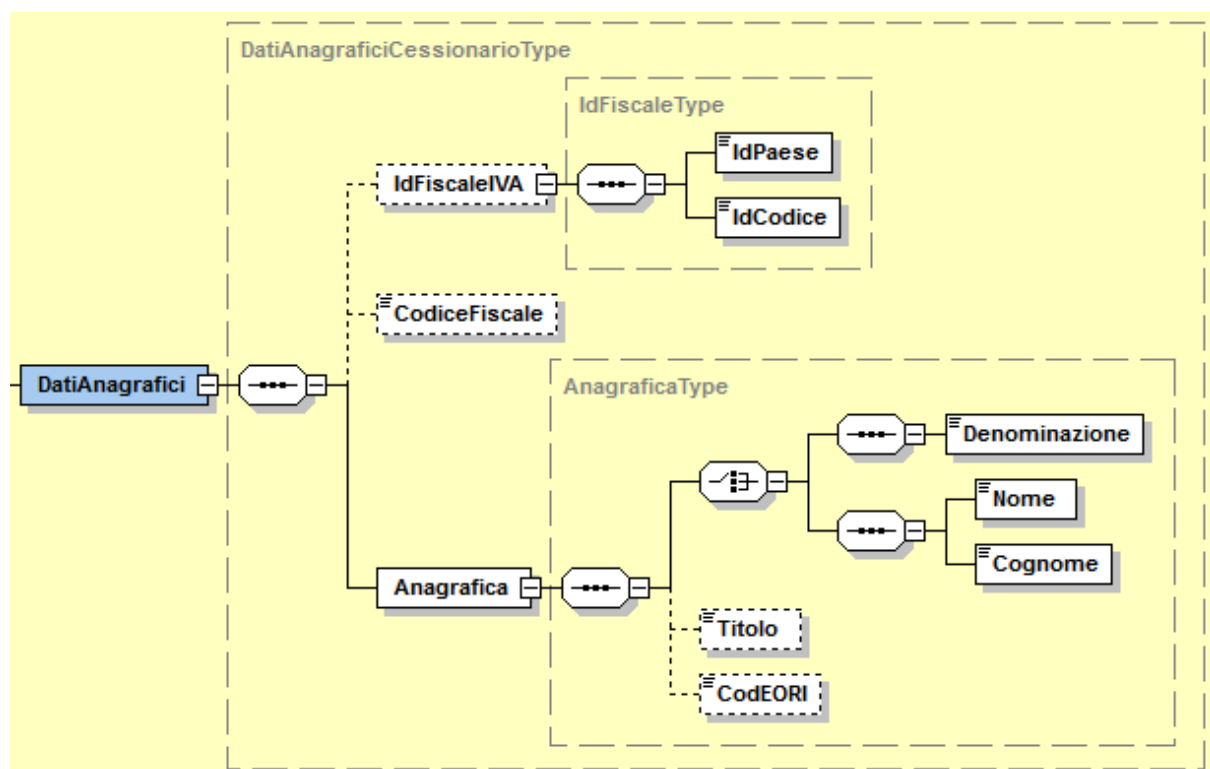 DatiAnagraficiCessionarioType
IdFiscaleType
IdPaese
IdFiscaleIVA
IdCodice
CodiceFiscale
DatiAnagrafici
AnagraficaType
Denominazione
Nome
Cognome
Anagrafica
Titolo
CodEORI